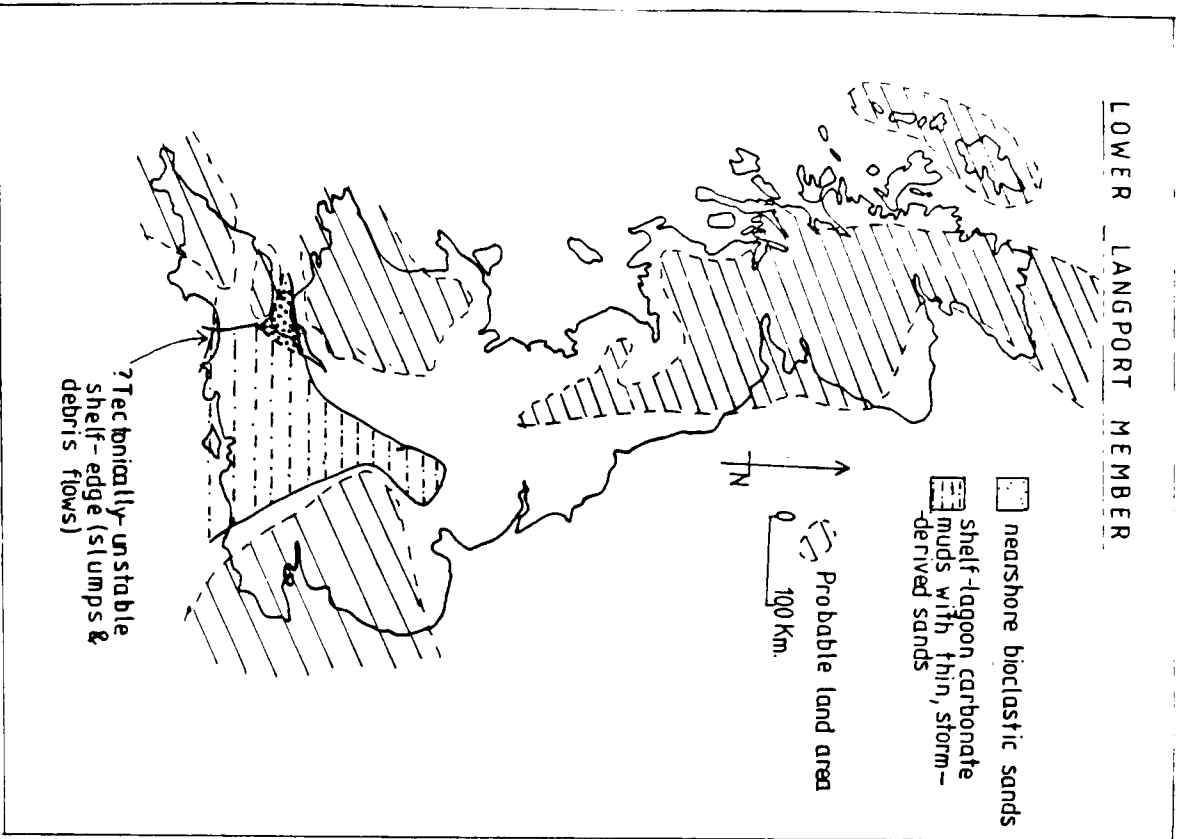 LOWER LANGPORT MEMBER
nearshore bioclastic sands
shelf-lagoon carbonate
muds with thin, storm-
-derived sands
Probable land area
0 100 Km.
N
?Tectonically-unstable
shelf-edge (slumps &
debris flows)